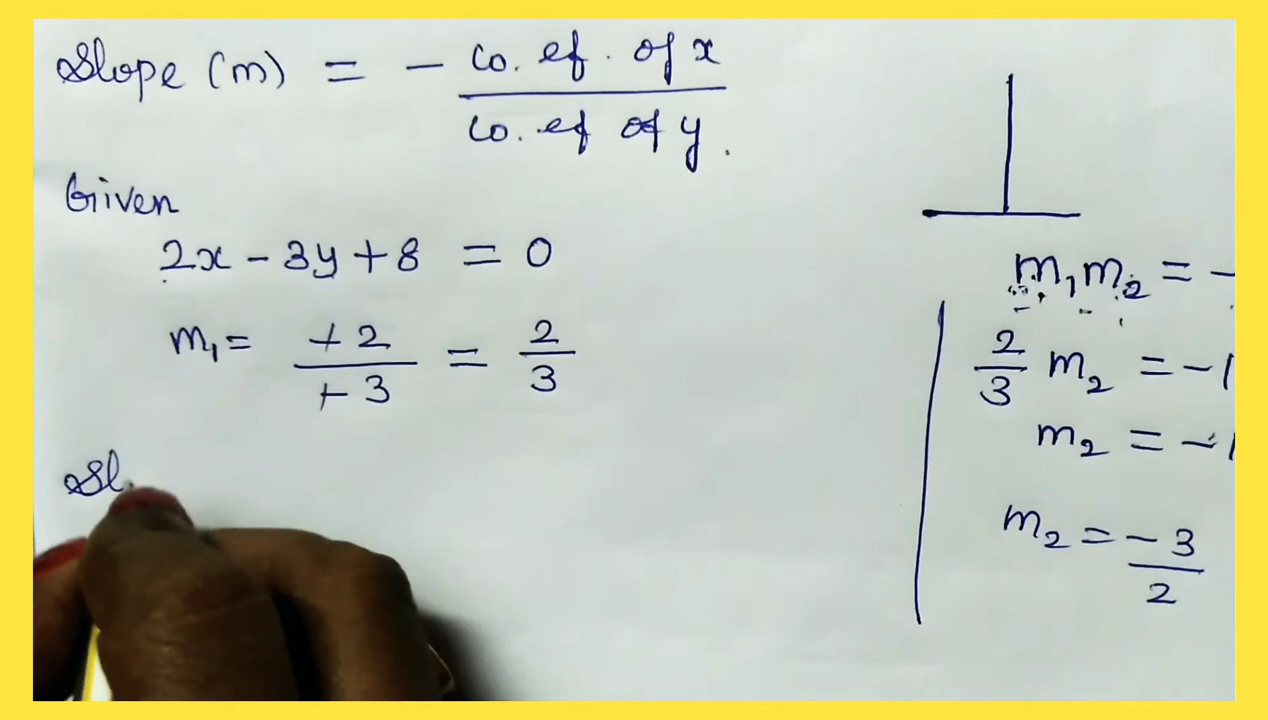 Slope (m) = - Co. ef. of x / Co. ef of y.
Given
2x - 3y + 8 = 0
m₁ = +2 / +3 = 2 / 3
Sl
m₁m₂ = -
2 / 3 m₂ = -1
m₂ = -1
m₂ = -3 / 2